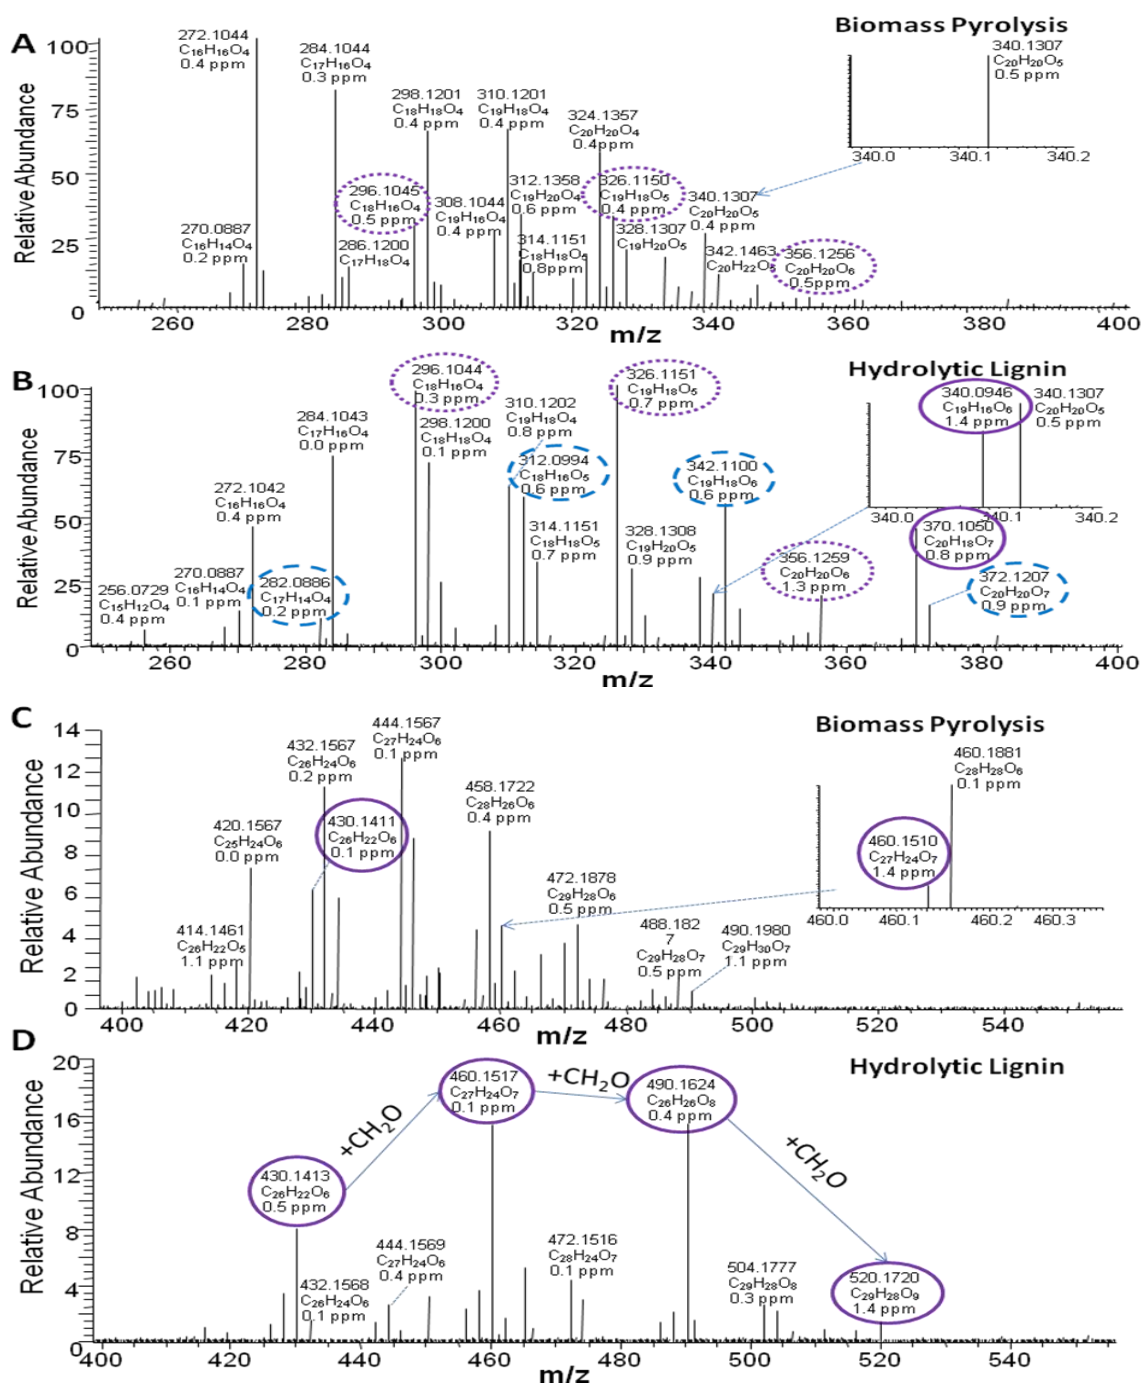 A
Biomass Pyrolysis
Relative Abundance
100
75
50
25
0
272.1044
C₁₆H₁₆O₄
0.4 ppm
284.1044
C₁₇H₁₆O₄
0.3 ppm
298.1201
C₁₈H₁₈O₄
0.4 ppm
310.1201
C₁₉H₁₈O₄
0.4 ppm
324.1357
C₂₀H₂₀O₄
0.4ppm
340.1307
C₂₀H₂₀O₅
0.5 ppm
340.0
340.1
340.2
270.0887
C₁₆H₁₄O₄
0.2 ppm
286.1200
C₁₇H₁₈O₄
296.1045
C₁₈H₁₆O₄
0.5 ppm
308.1044
C₁₉H₁₆O₄
0.4 ppm
312.1358
C₁₉H₂₀O₄
0.6 ppm
314.1151
C₁₈H₁₈O₅
0.8ppm
326.1150
C₁₉H₁₈O₅
0.4 ppm
328.1307
C₁₉H₂₀O₅
340.1307
C₂₀H₂₀O₅
0.4 ppm
342.1463
C₂₀H₂₂O₅
356.1256
C₂₀H₂₀O₆
0.5ppm
260 280 300 320 340 360 380 400
m/z
B
Hydrolytic Lignin
Relative Abundance
100
75
50
25
0
256.0729
C₁₅H₁₂O₄
0.4 ppm
270.0887
C₁₆H₁₄O₄
0.1 ppm
272.1042
C₁₆H₁₆O₄
0.4 ppm
282.0886
C₁₇H₁₄O₄
0.2 ppm
284.1043
C₁₇H₁₆O₄
0.0 ppm
296.1044
C₁₈H₁₆O₄
0.3 ppm
298.1200
C₁₈H₁₈O₄
0.1 ppm
310.1202
C₁₉H₁₈O₄
0.8 ppm
312.0994
C₁₈H₁₆O₅
0.6 ppm
314.1151
C₁₈H₁₈O₅
0.7 ppm
326.1151
C₁₉H₁₈O₅
0.7 ppm
328.1308
C₁₉H₂₀O₅
0.9 ppm
342.1100
C₁₉H₁₈O₆
0.6 ppm
356.1259
C₂₀H₂₀O₆
1.3 ppm
340.0946
C₁₉H₁₆O₆
1.4 ppm
340.1307
C₂₀H₂₀O₅
0.5 ppm
340.0
340.1
340.2
370.1050
C₂₀H₁₈O₇
0.8 ppm
372.1207
C₂₀H₂₀O₇
0.9 ppm
260 280 300 320 340 360 380 400
m/z
C
Biomass Pyrolysis
Relative Abundance
14
12
10
8
6
4
2
0
414.1461
C₂₆H₂₂O₅
1.1 ppm
420.1567
C₂₅H₂₄O₆
0.0 ppm
432.1567
C₂₆H₂₄O₆
0.2 ppm
430.1411
C₂₆H₂₂O₆
0.1 ppm
444.1567
C₂₇H₂₄O₆
0.1 ppm
458.1722
C₂₈H₂₆O₆
0.4 ppm
472.1878
C₂₉H₂₈O₆
0.5 ppm
488.182
7
C₂₉H₂₈O₇
0.5 ppm
490.1980
C₂₉H₃₀O₇
1.1 ppm
460.1510
C₂₇H₂₄O₇
1.4 ppm
460.1881
C₂₈H₂₈O₆
0.1 ppm
460.0 460.1 460.2 460.3
400 420 440 460 480 500 520 540
m/z
D
Hydrolytic Lignin
Relative Abundance
20
16
12
8
4
0
430.1413
C₂₆H₂₂O₆
0.5 ppm
+CH₂O
460.1517
C₂₇H₂₄O₇
0.1 ppm
+CH₂O
490.1624
C₂₆H₂₆O₈
0.4 ppm
+CH₂O
520.1720
C₂₉H₂₈O₉
1.4 ppm
432.1568
C₂₆H₂₄O₆
0.1 ppm
444.1569
C₂₇H₂₄O₆
0.4 ppm
472.1516
C₂₈H₂₄O₇
0.1 ppm
504.1777
C₂₉H₂₈O₈
0.3 ppm
400 420 440 460 480 500 520 540
m/z